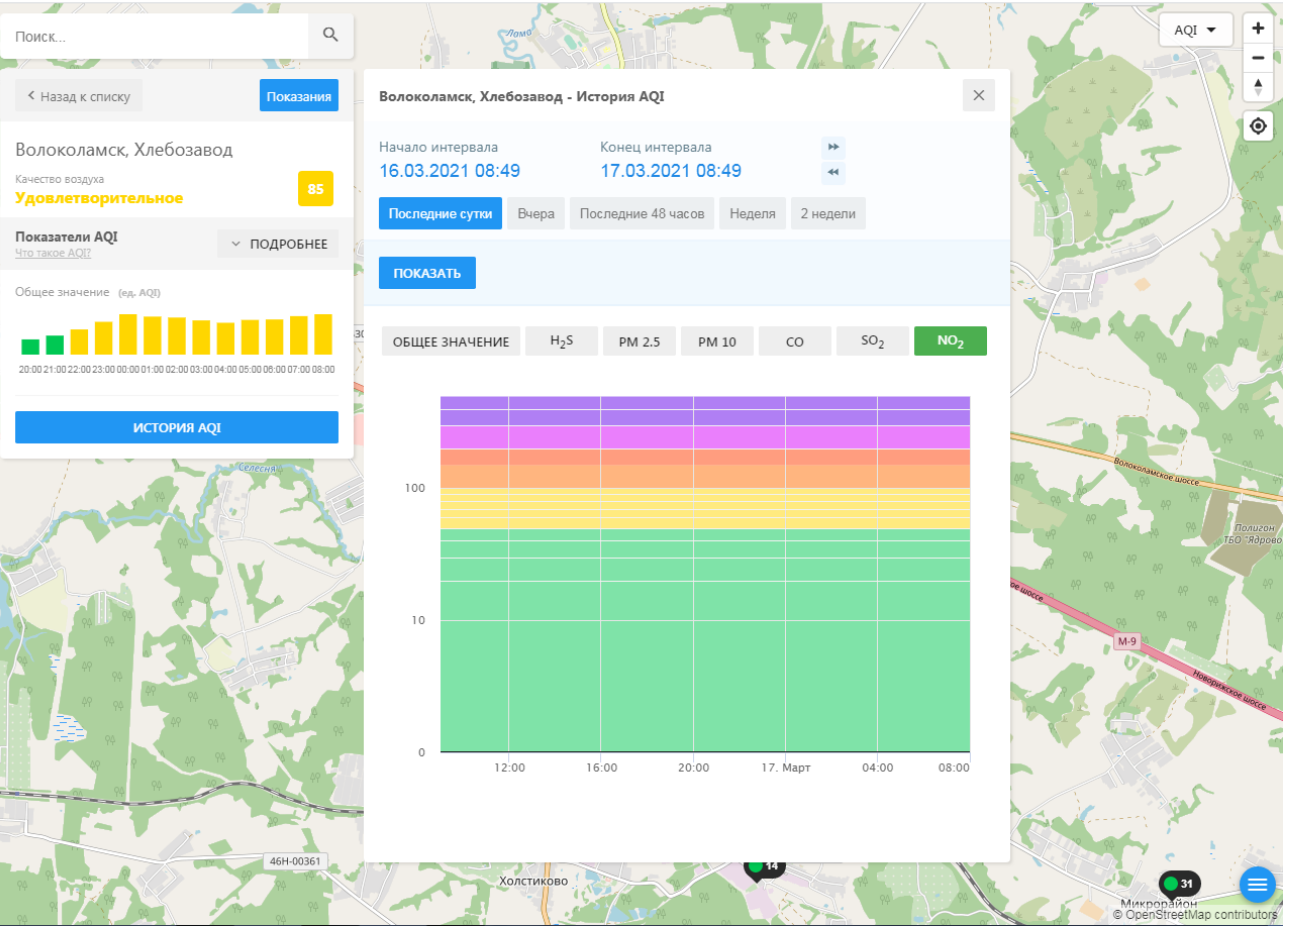 Поиск...
AQI
Лама
Назад к списку
Показания
Волоколамск, Хлебозавод - История AQI
Волоколамск, Хлебозавод
Качество воздуха
Удовлетворительное
85
Начало интервала
Конец интервала
16.03.2021 08:49
17.03.2021 08:49
Последние сутки
Вчера
Последние 48 часов
Неделя
2 недели
Показатели AQI
Что такое AQI?
ПОДРОБНЕЕ
ПОКАЗАТЬ
Общее значение (ед. AQI)
20:00 21:00 22:00 23:00 00:00 01:00 02:00 03:00 04:00 05:00 06:00 07:00 08:00
ОБЩЕЕ ЗНАЧЕНИЕ
H2S
PM 2.5
PM 10
CO
SO2
NO2
ИСТОРИЯ AQI
Селесня
100
10
0
12:00
16:00
20:00
17. Март
04:00
08:00
Волоколамское шоссе
Полигон
ТБО "Ядрово
ое шоссе
М-9
Новорижское шоссе
46Н-00361
14
Холстиково
31
Микрорайон
© OpenStreetMap contributors